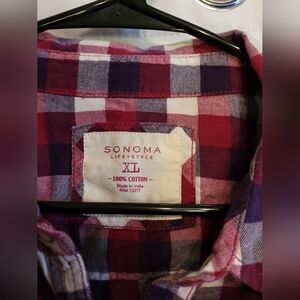 SONOMA
LIFE + STYLE
XL
- 100% COTTON -
Made in India
RN# 73277